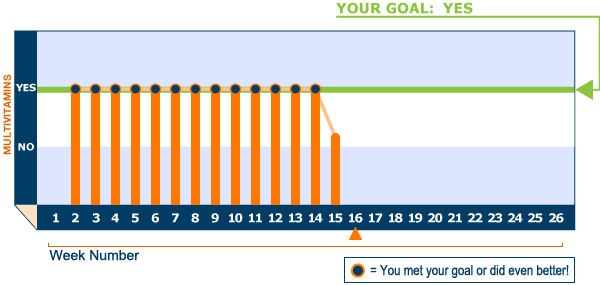 YOUR GOAL: YES
MULTIVITAMINS
YES
NO
1 2 3 4 5 6 7 8 9 10 11 12 13 14 15 16 17 18 19 20 21 22 23 24 25 26
Week Number
= You met your goal or did even better!